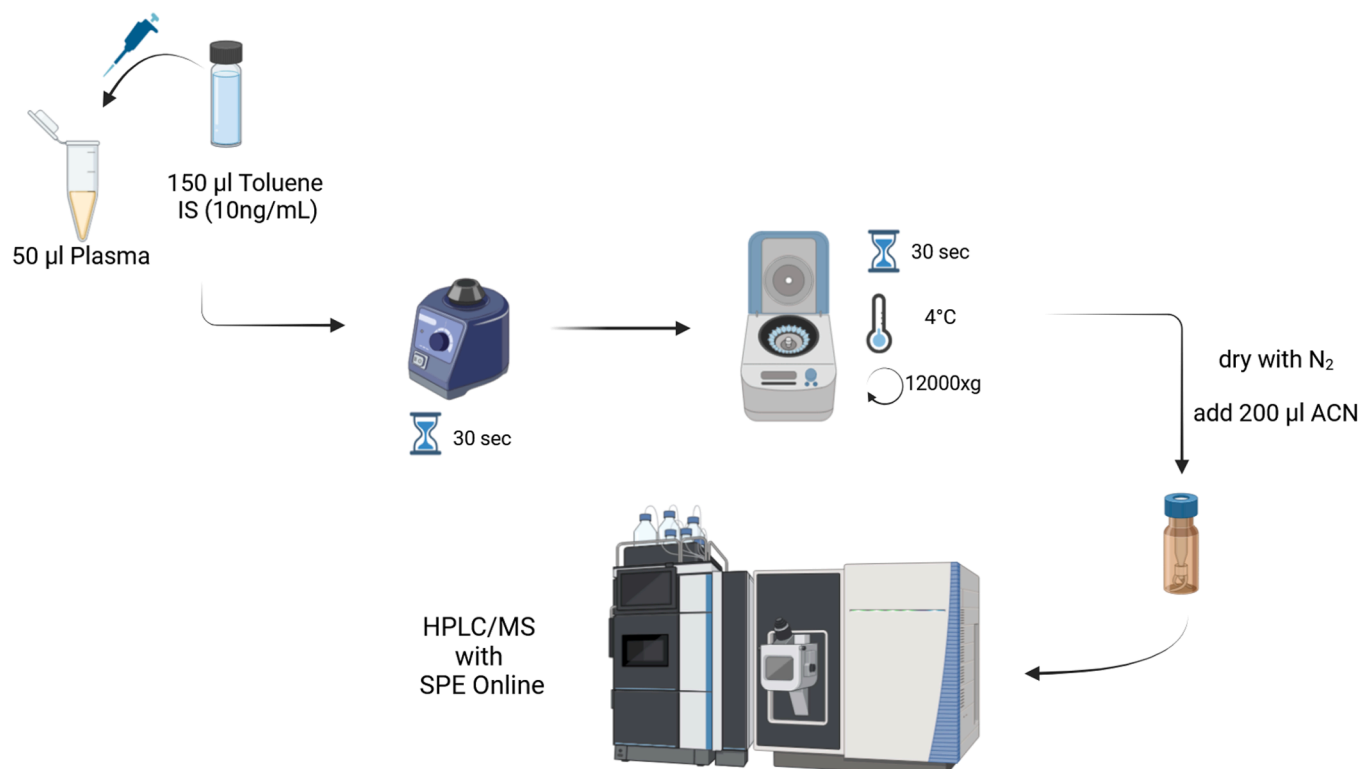 150 µl Toluene
IS (10ng/mL)
50 µl Plasma
30 sec
30 sec
4°C
12000xg
dry with N₂
add 200 µl ACN
HPLC/MS
with
SPE Online